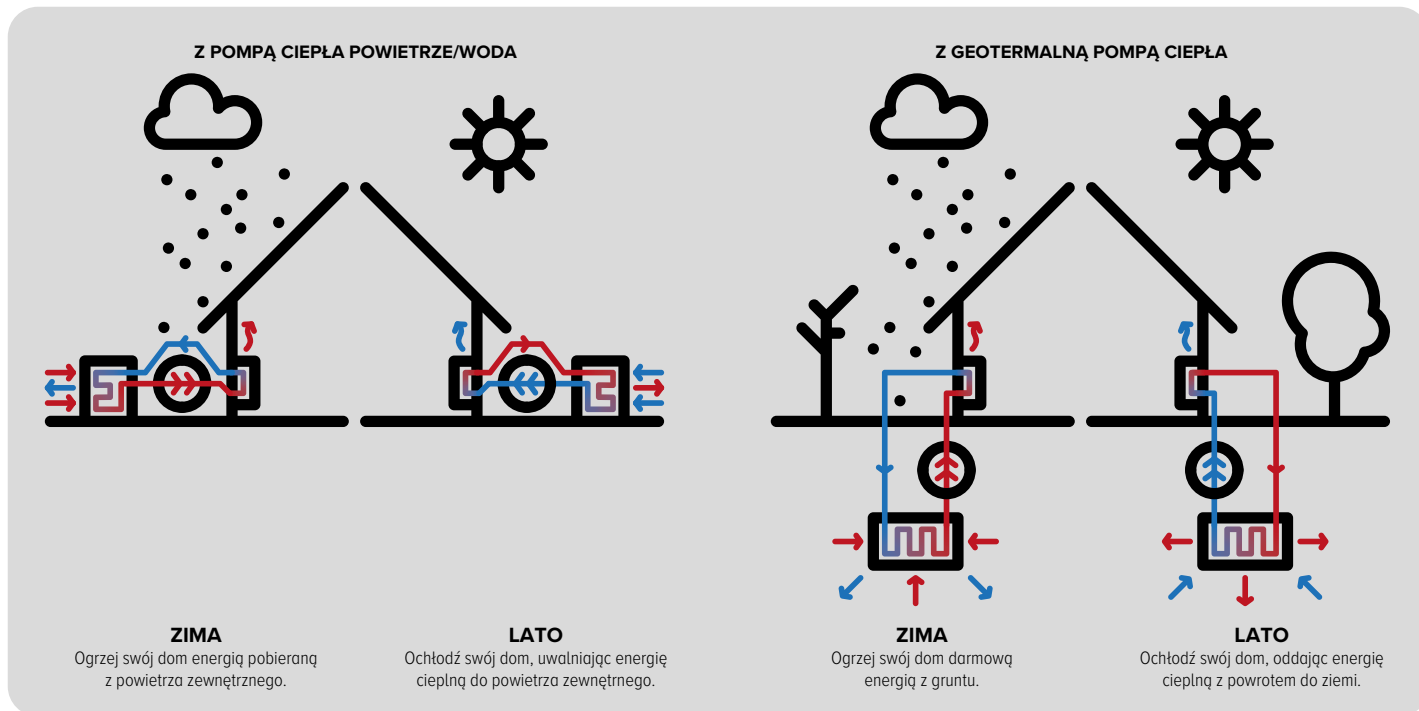 Z POMPĄ CIEPŁA POWIETRZE/WODA
Z GEOTERMALNĄ POMPĄ CIEPŁA
ZIMA
Ogrzej swój dom energią pobieraną
z powietrza zewnętrznego.
LATO
Ochłodź swój dom, uwalniając energię
cieplną do powietrza zewnętrnego.
ZIMA
Ogrzej swój dom darmową
energią z gruntu.
LATO
Ochłodź swój dom, oddając energię
cieplną z powrotem do ziemi.